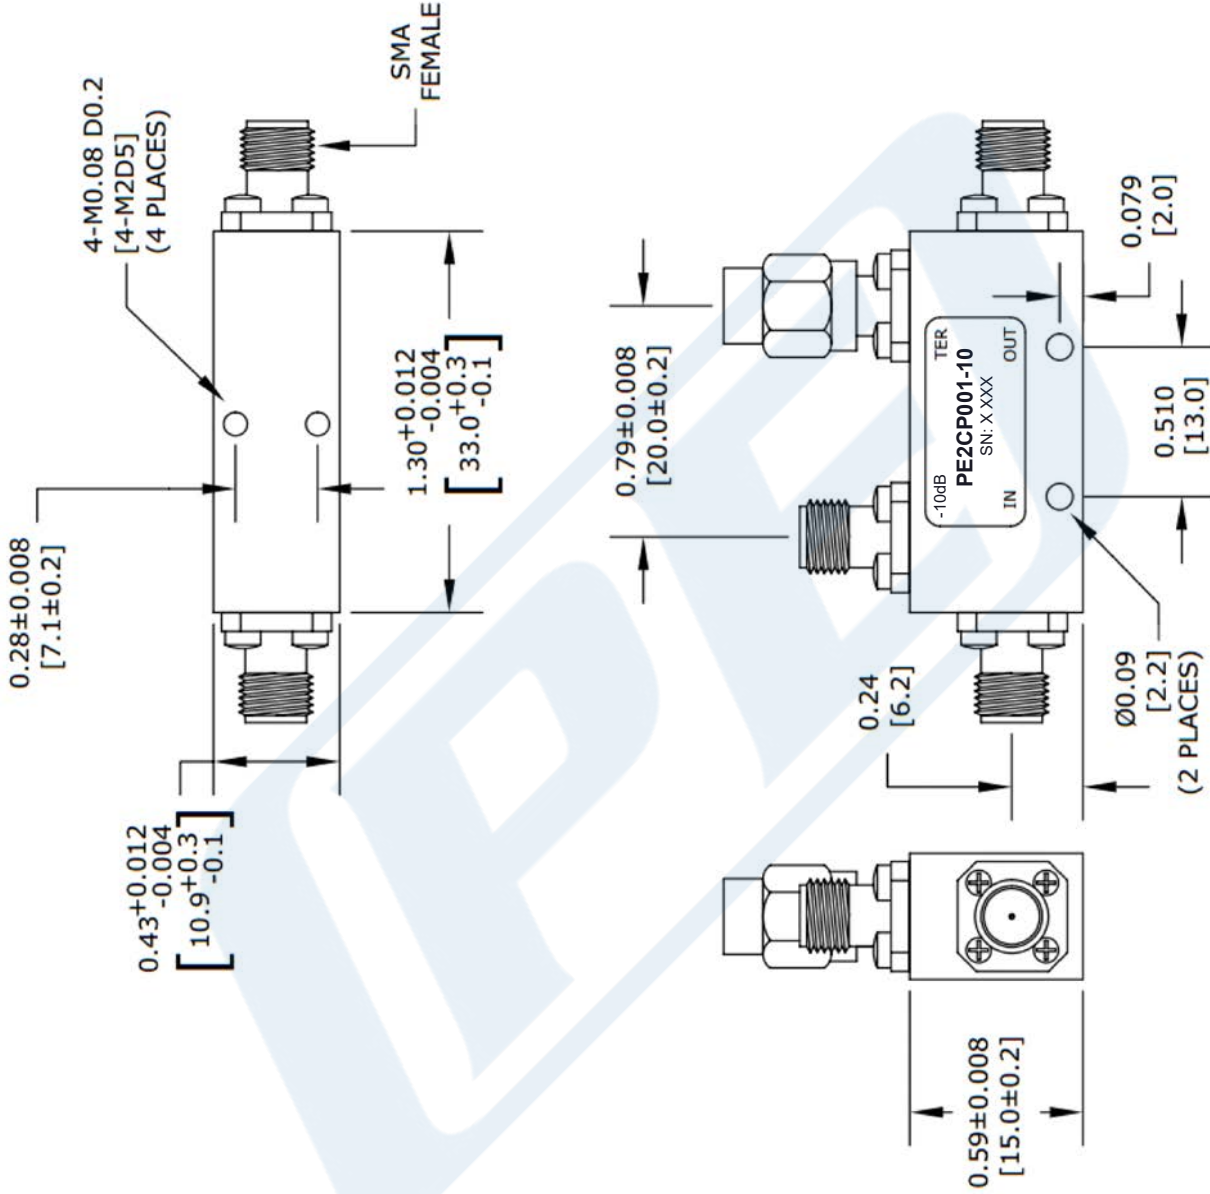 4-M0.08 D0.2
[4-M2D5]
(4 PLACES)
SMA
FEMALE
0.28±0.008
[7.1±0.2]
1.30+0.012
-0.004
[33.0+0.3
-0.1]
0.43+0.012
-0.004
[10.9+0.3
-0.1]
0.79±0.008
[20.0±0.2]
-10dB
TER
PE2CP001-10
SN: X XXX
IN
OUT
0.079
[2.0]
0.510
[13.0]
0.24
[6.2]
Ø0.09
[2.2]
(2 PLACES)
0.59±0.008
[15.0±0.2]
PE